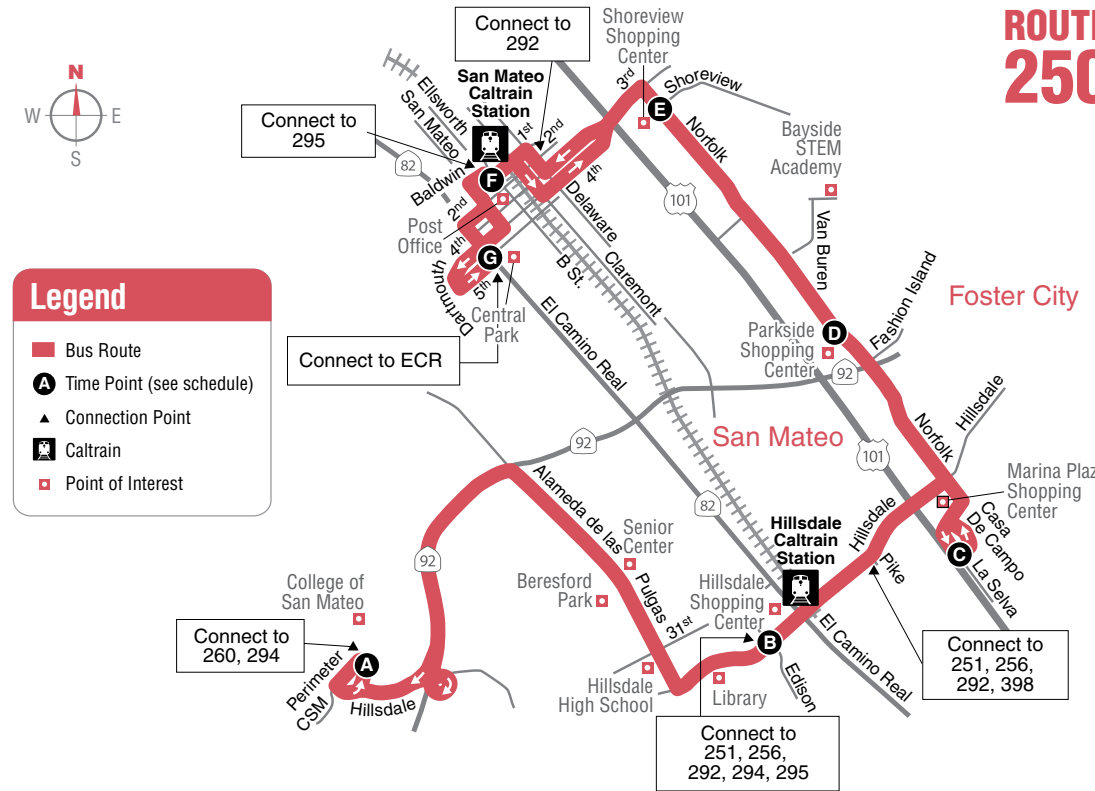 ROUTE
250
N
W
E
S
Connect to
292
Shoreview
Shopping
Center
San Mateo
Caltrain
Station
Ellsworth
San Mateo
1st
2nd
3rd
Shoreview
E
Norfolk
Bayside
STEM
Academy
Connect to
295
82
Baldwin
F
2nd
4th
Delaware
Post
Office
4th
101
Van Buren
G
B St.
Claremont
Dartmouth
5th
Central
Park
El Camino Real
Foster City
D
Fashion Island
Parkside
Shopping
Center
92
Connect to ECR
Legend
Bus Route
A Time Point (see schedule)
Connection Point
Caltrain
Point of Interest
San Mateo
Norfolk
Hillsdale
92
101
Alameda de las
Pulgas
82
Marina Plaz
Shopping
Center
Casa
De Campo
La Selva
C
Hillsdale
Caltrain
Station
Hillsdale
Pike
Senior
Center
92
Beresford
Park
Hillsdale
Shopping
Center
31st
B
El Camino Real
Edison
College of
San Mateo
Connect to
260, 294
A
Perimeter
CSM
Hillsdale
Hillsdale
High School
Library
Connect to
251, 256,
292, 398
Connect to
251, 256,
292, 294, 295